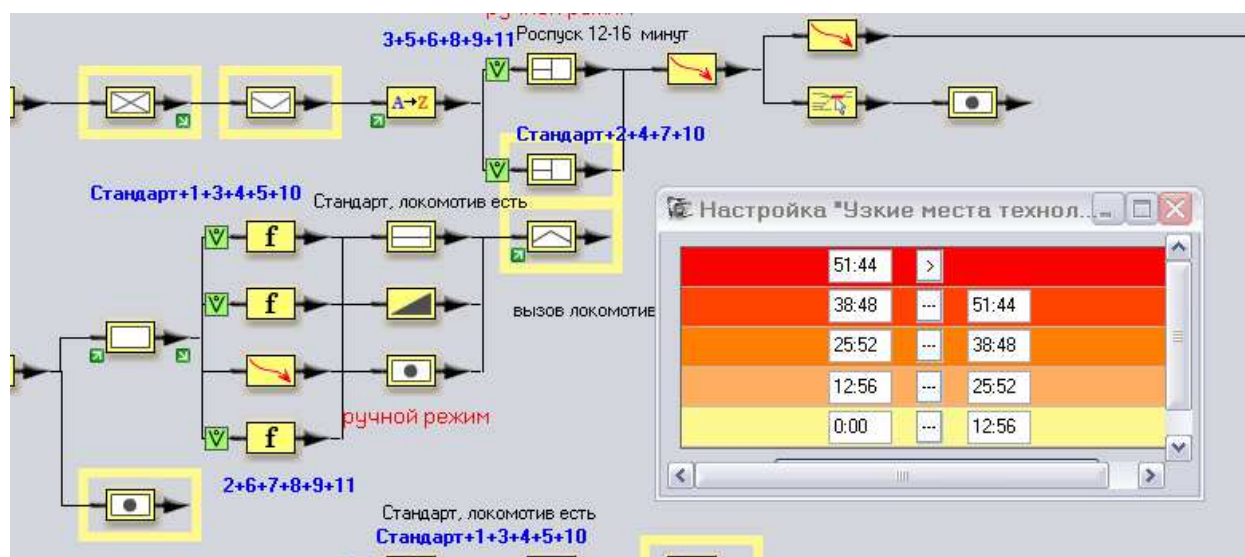 ручной режим
3+5+6+8+9+11
Роспуск 12-16 минут
A→Z
Стандарт+2+4+7+10
Стандарт+1+3+4+5+10
Стандарт, локомотив есть
f
f
вызов локомотив
ручной режим
f
2+6+7+8+9+11
Стандарт, локомотив есть
Стандарт+1+3+4+5+10
Настройка "Узкие места технол...
51:44 >
38:48 --- 51:44
25:52 --- 38:48
12:56 --- 25:52
0:00 --- 12:56